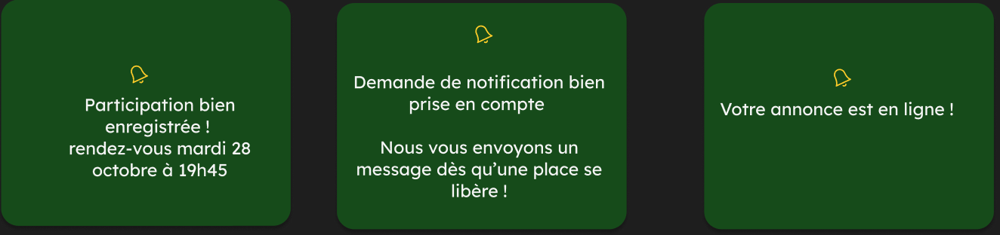 Participation bien
enregistrée !
rendez-vous mardi 28
octobre à 19h45
Demande de notification bien
prise en compte
Nous vous envoyons un
message dès qu’une place se
libère !
Votre annonce est en ligne !